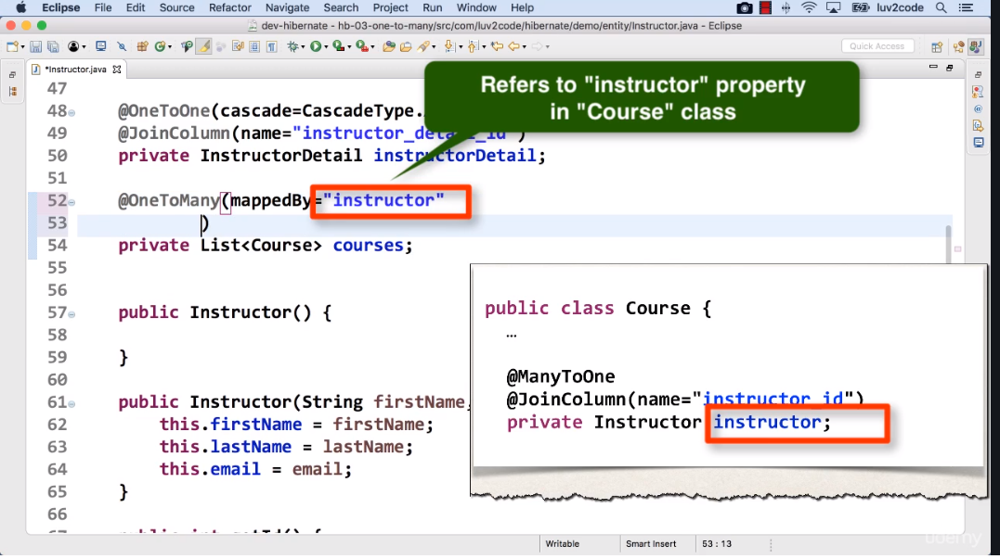 Eclipse File Edit Source Refactor Navigate Search Project Run Window Help luv2code
dev-hibernate - hb-03-one-to-many/src/com/luv2code/hibernate/demo/entity/Instructor.java - Eclipse
Quick Access
*Instructor.java
Refers to "instructor" property
in "Course" class
47
48 @OneToOne(cascade=CascadeType.
49 @JoinColumn(name="instructor_detail_id")
50 private InstructorDetail instructorDetail;
51
52 @OneToMany(mappedBy="instructor"
53 )
54 private List<Course> courses;
55
56
57 public Instructor() {
58
59 }
60
61 public Instructor(String firstName,
62 this.firstName = firstName;
63 this.lastName = lastName;
64 this.email = email;
65 }
66
67 public int getId() {
public class Course {
…
@ManyToOne
@JoinColumn(name="instructor_id")
private Instructor instructor;
Writable Smart Insert 53 : 13
udemy